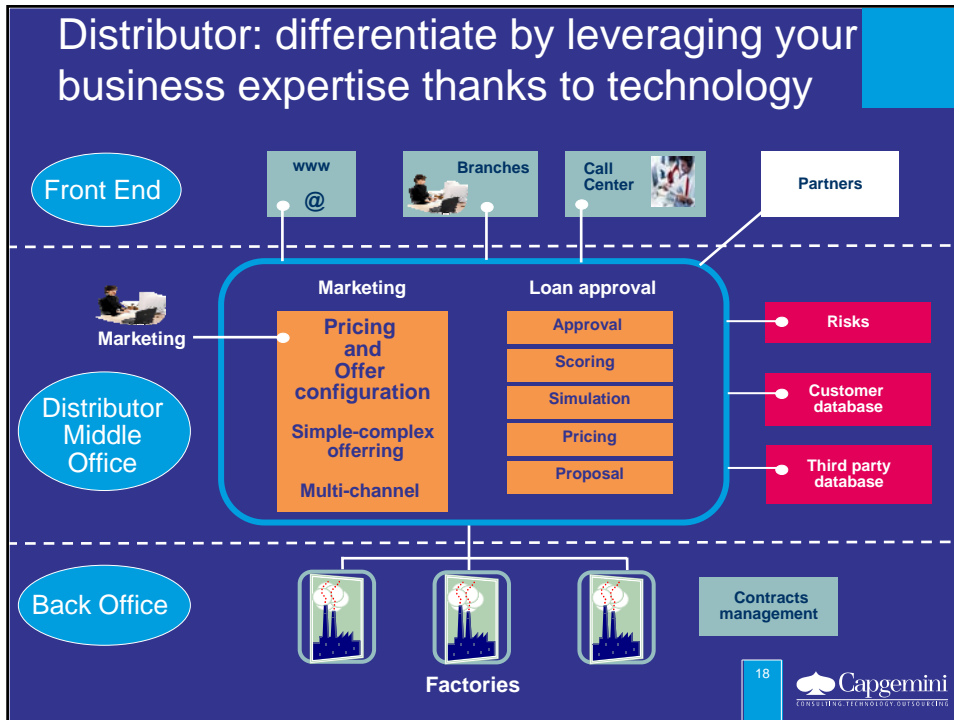 Distributor: differentiate by leveraging your
business expertise thanks to technology
Front End
www
@
Branches
Call
Center
Partners
Marketing
Marketing
Pricing
and
Offer
configuration
Simple-complex
oferring
Multi-channel
Loan approval
Approval
Scoring
Simulation
Pricing
Proposal
Risks
Customer
database
Third party
database
Distributor
Middle
Office
Back Office
Factories
Contracts
management
18
Capgemini
CONSULTING.TECHNOLOGY.OUTSOURCING